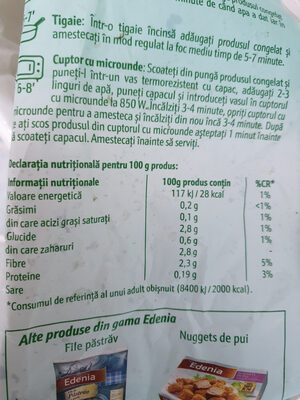 minute de când apa a dat în
5-7'
Tigaie: Într-o tigaie încinsă adăugați produsul congelat și
amestecați în mod regulat la foc mediu timp de 5-7 minute.
Cuptor cu microunde: Scoateți din pungă produsul congelat și
puneți-l într-un vas termorezistent cu capac, adăugați 2-3
6-8'
linguri de apă, puneți capacul și introduceți vasul în cuptorul
cu microunde la 850 W. Încălziți 3-4 minute, opriți cuptorul cu
microunde pentru a amesteca și încălziți din nou încă 3-4 minute. După
ați scos produsul din cuptorul cu microunde așteptați 1 minut înainte
scoateți capacul. Amestecați înainte să serviți.
Declarația nutrițională pentru 100 g produs:
Informații nutriționale 100g produs conțin %CR*
Valoare energetică 117 kJ / 28 kcal 1%
Grăsimi 0,2 g <1%
din care acizi grași saturați 0,1 g
Glucide 2,8 g 1%
din care zaharuri 0,6 g 1%
Fibre 2,8 g
Proteine 2,3 g 5%
Sare 0,19 g 3%
*Consumul de referință al unui adult obișnuit (8400 kJ / 2000 kcal).
Alte produse din gama Edenia
File păstrăv Nuggets de pui
Edenia Edenia